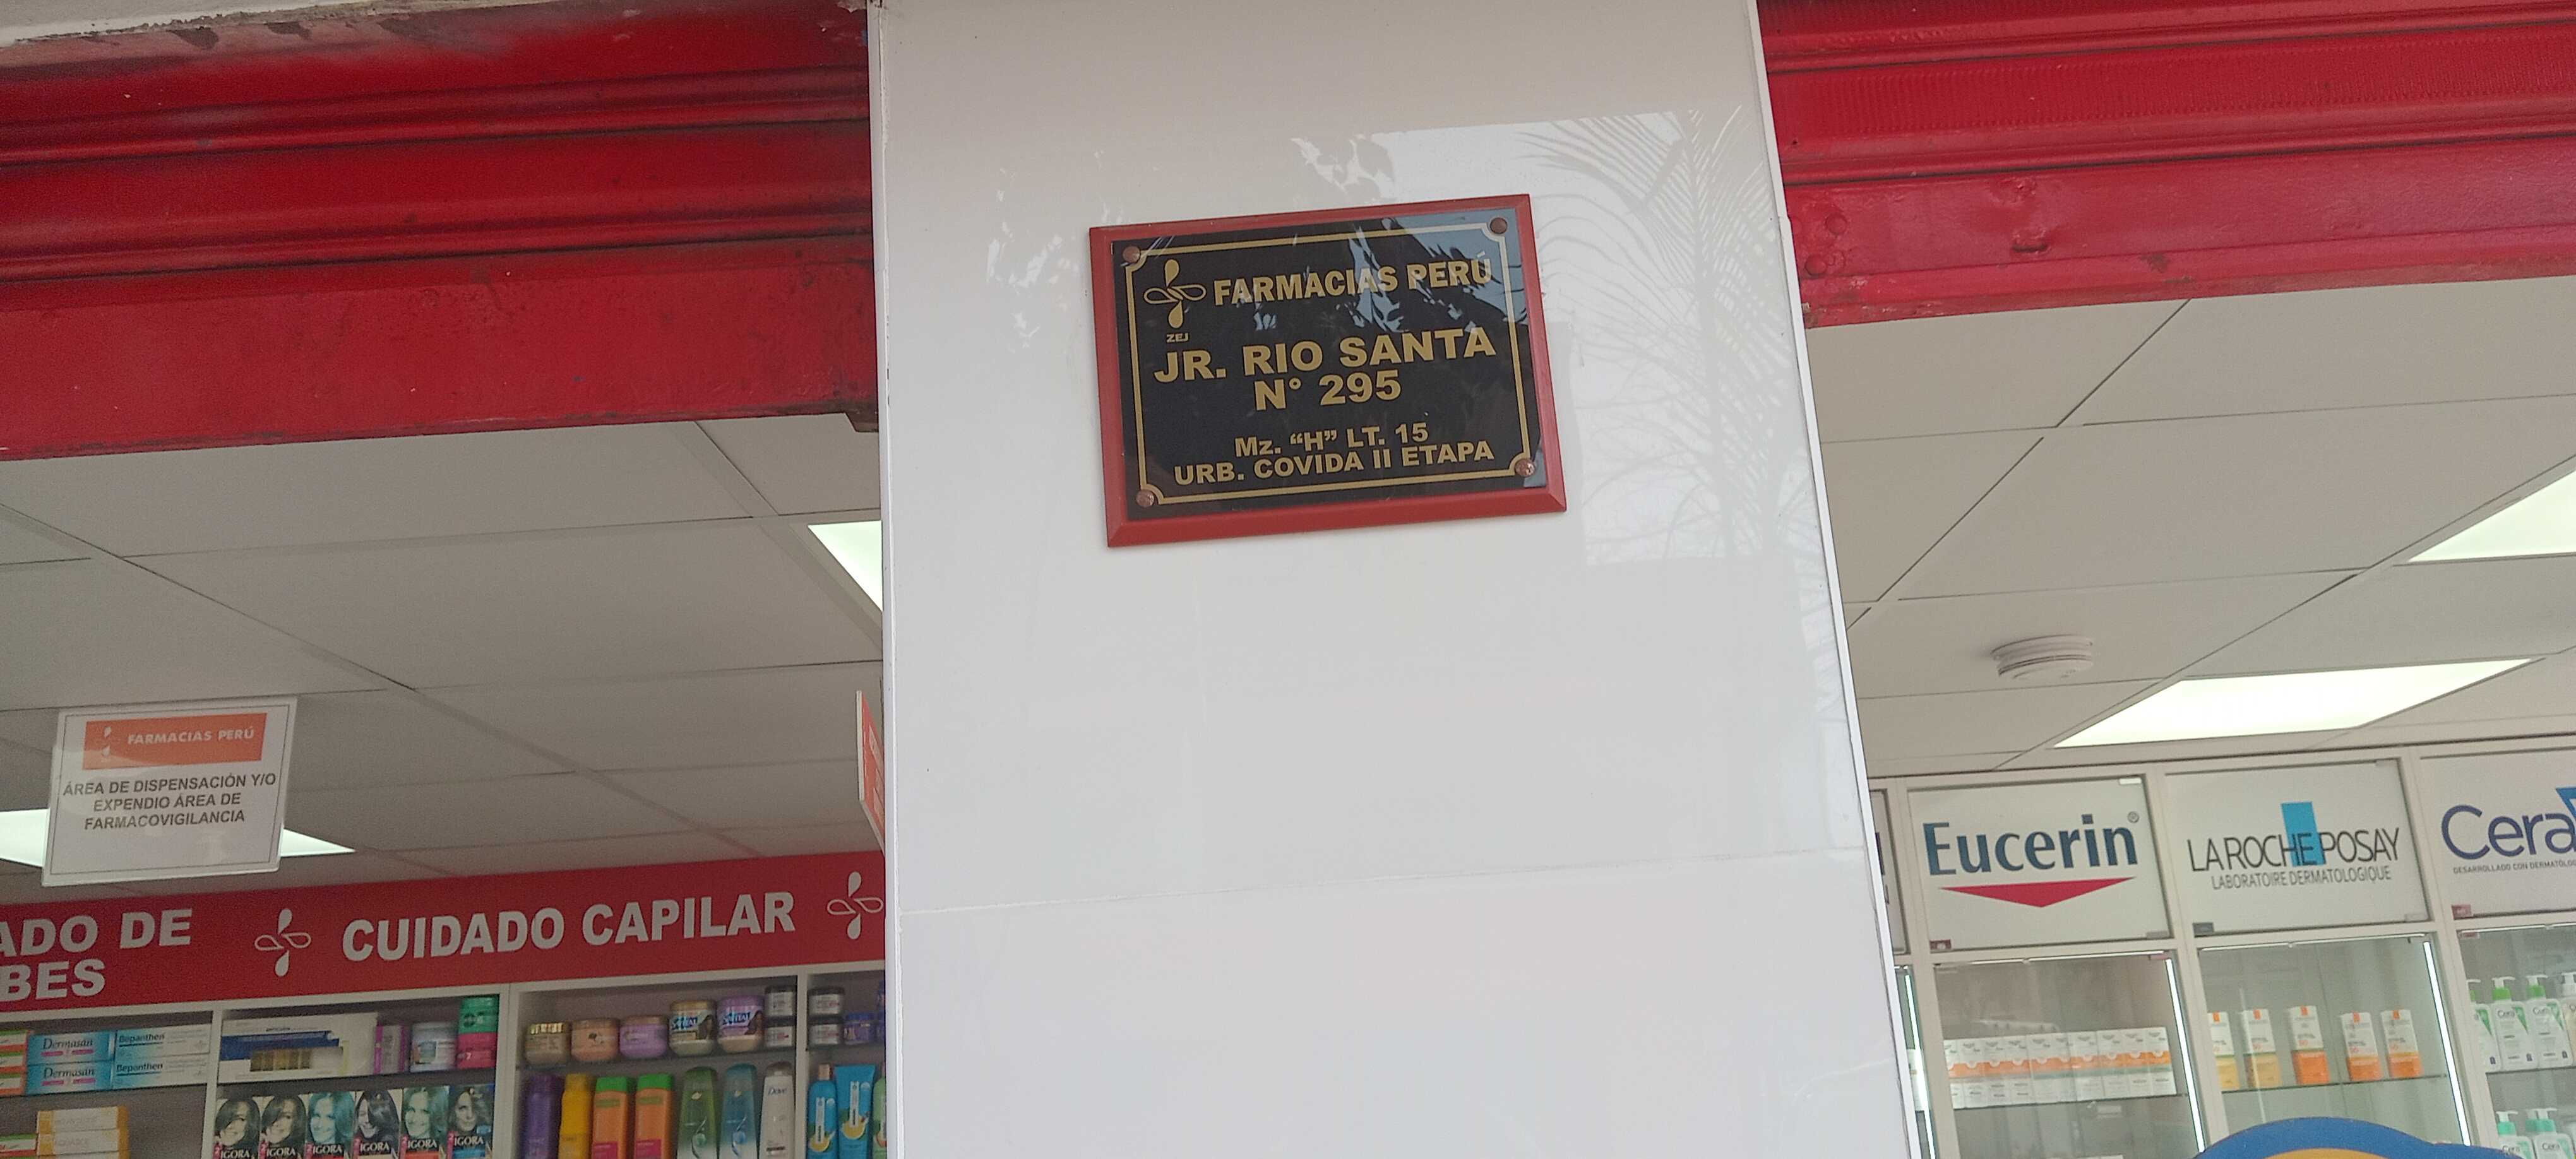 FARMACIAS PERÚ
ZEJ
JR. RIO SANTA
N° 295
Mz. “H” LT. 15
URB. COVIDA II ETAPA
FARMACIAS PERÚ
ÁREA DE DISPENSACIÓN Y/O
EXPENDIO ÁREA DE
FARMACOVIGILANCIA
ADO DE
BES
CUIDADO CAPILAR
Eucerin®
LA ROCHE POSAY
LABORATOIRE DERMATOLOGIQUE
Cera
Dermasan
Bepanthen
Dermasan
Bepanthen
IGORA
IGORA
IGORA
IGORA
IGORA
IGORA
Dove